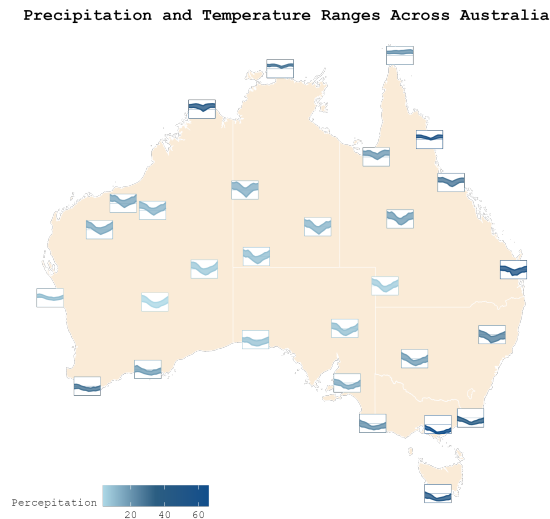 Precipitation and Temperature Ranges Across Australia
Percepitation
20 40 60